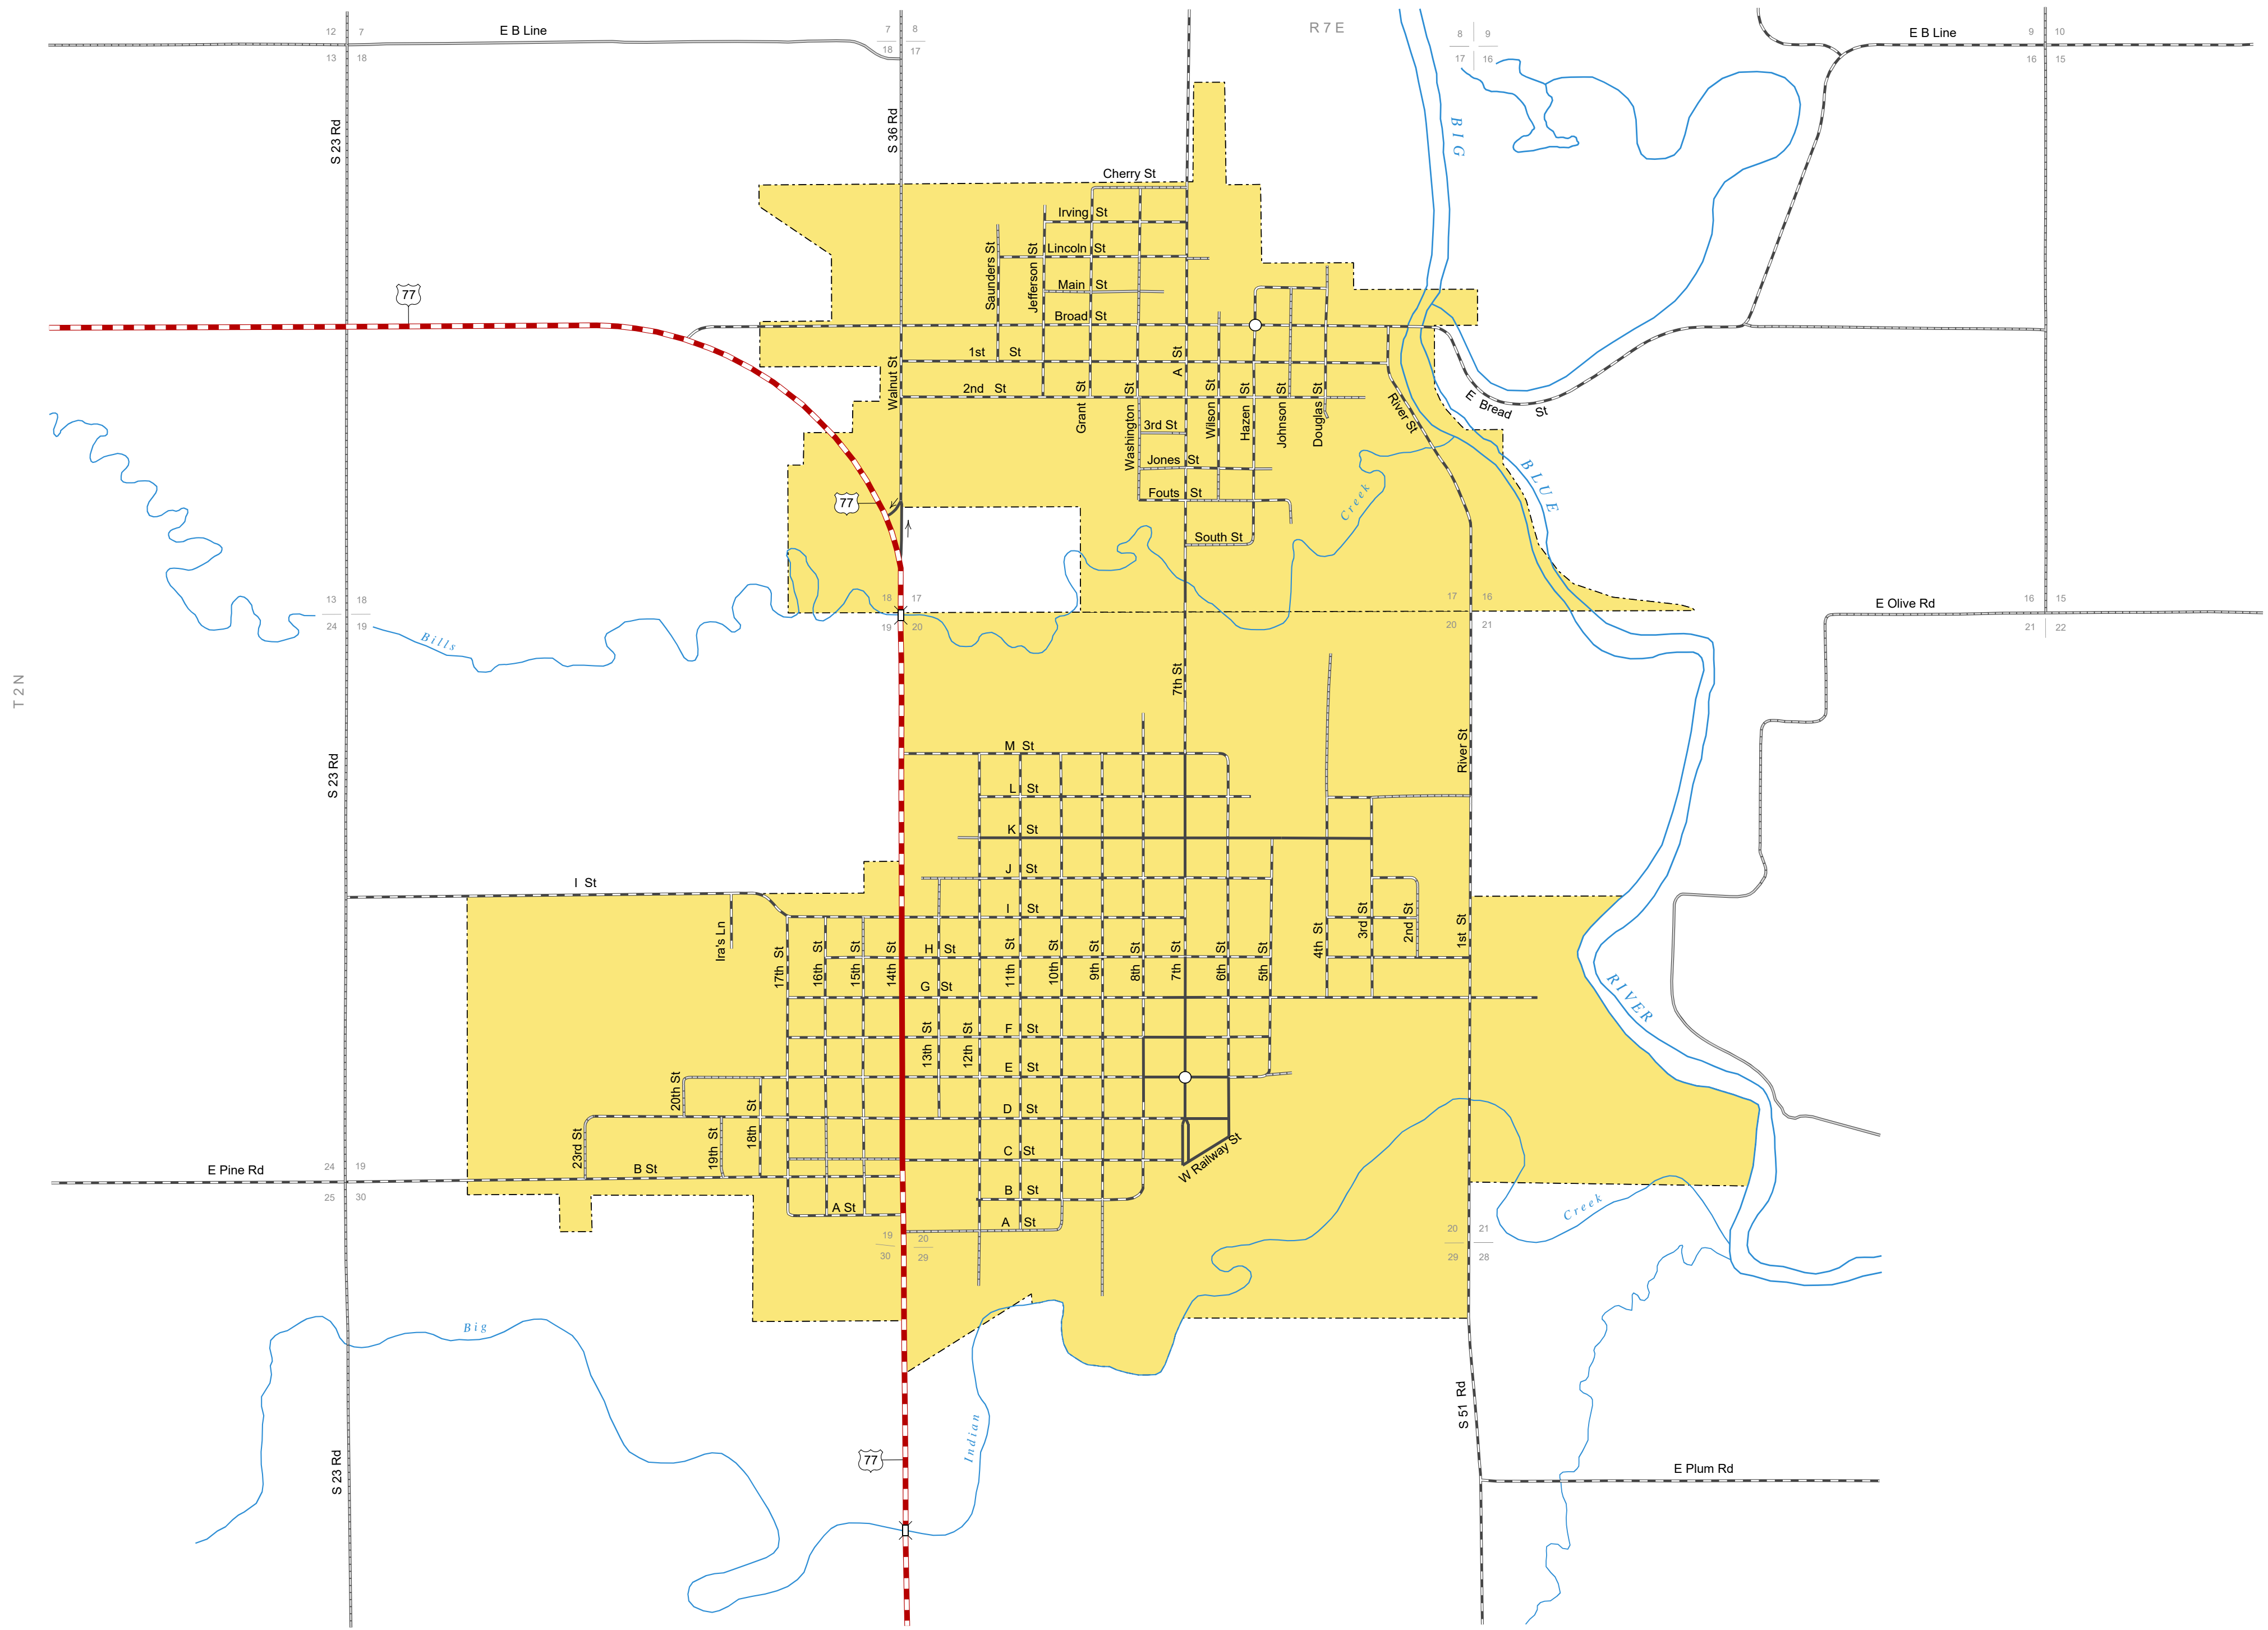 R 7 E
12 7
E B Line
7 8
8 9
E B Line
9 10
13 18
18 17
17 16
16 15
S 23 Rd
S 36 Rd
BIG
Cherry St
Irving St
Saunders St
Jefferson St
Lincoln St
Main St
77
Broad St
1st St
A St
Walnut St
2nd St
Grant St
Washington St
Wilson St
Hazen St
Johnson St
Douglas St
River St
E Bread St
3rd St
Jones St
BLUE
77
Fouts St
Creek
South St
13 18
18 17
17 16
16 15
E Olive Rd
24 19
19 20
20 21
21 22
Bills
T 2 N
7th St
S 23 Rd
M St
River St
L St
K St
J St
I St
I St
Ira's Ln
17th St
16th St
15th St
14th St
H St
11th St
10th St
9th St
8th St
7th St
6th St
5th St
4th St
3rd St
2nd St
1st St
G St
RIVER
13th St
12th St
F St
E St
20th St
18th St
D St
23rd St
19th St
C St
W Railway St
E Pine Rd
24 19
B St
25 30
B St
A St
A St
Creek
19 20
20 21
30 29
29 28
Big
S 51 Rd
Indian
77
S 23 Rd
E Plum Rd